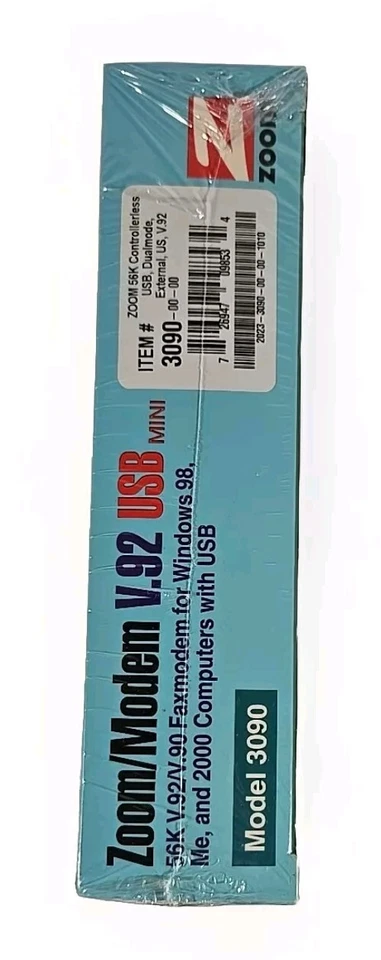 Zoom/Modem V.92 USB MINI
56K V.92/V.90 Faxmodem for Windows 98,
Me, and 2000 Computers with USB
Model 3090
ZOOM 56K Controllerless
USB, Dualmode,
External, US, V.92
ITEM #
3090-00-00
7 26947 09853 4
2023-3090-00-00-1010
Z
zoom